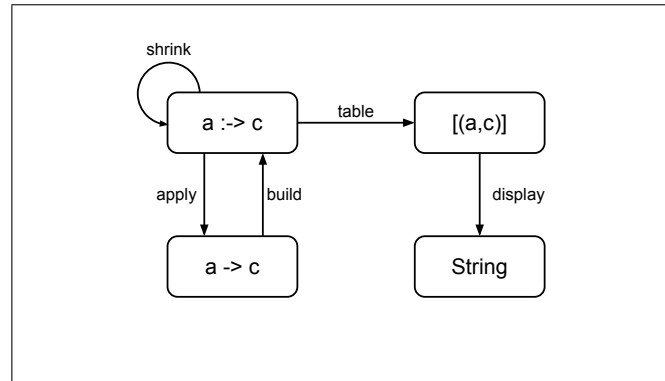 shrink
a :-> c
table
[(a,c)]
apply
build
display
a -> c
String